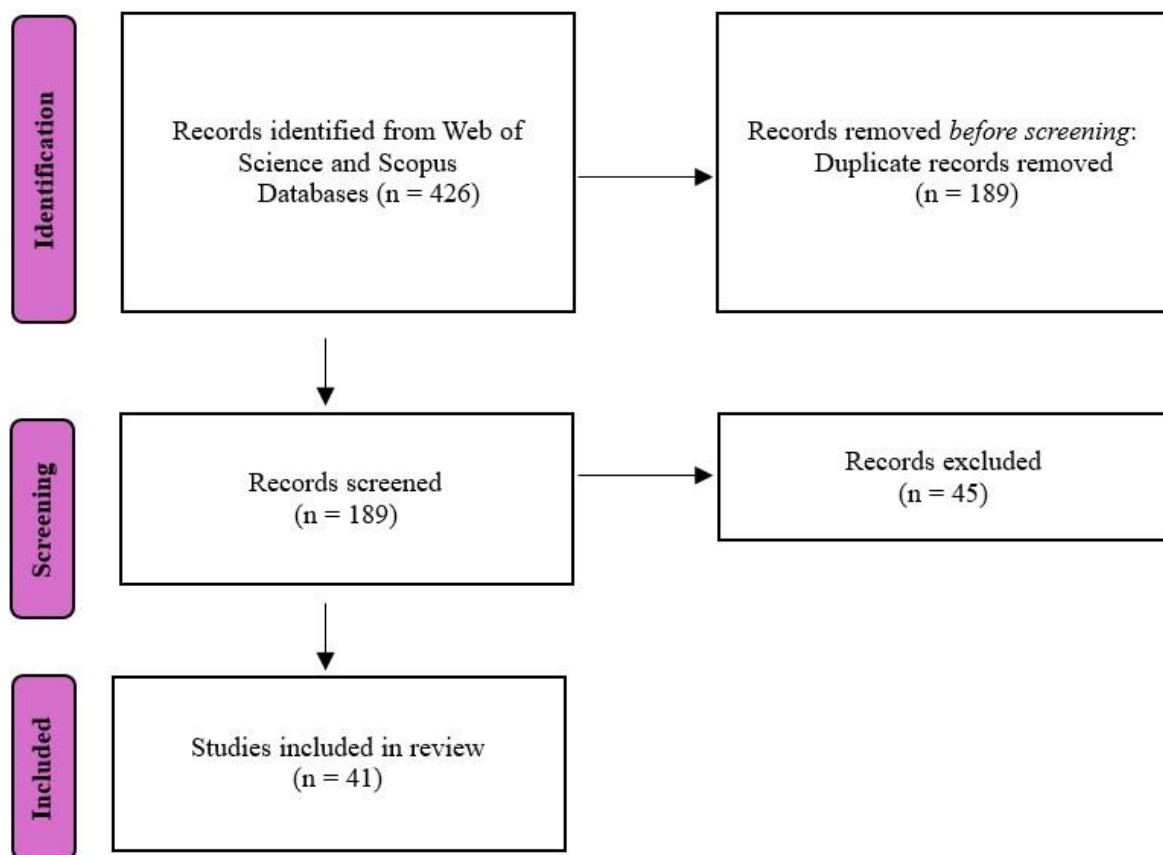 Identification
Records identified from Web of
Science and Scopus
Databases (n = 426)
Records removed before screening:
Duplicate records removed
(n = 189)
Screening
Records screened
(n = 189)
Records excluded
(n = 45)
Included
Studies included in review
(n = 41)